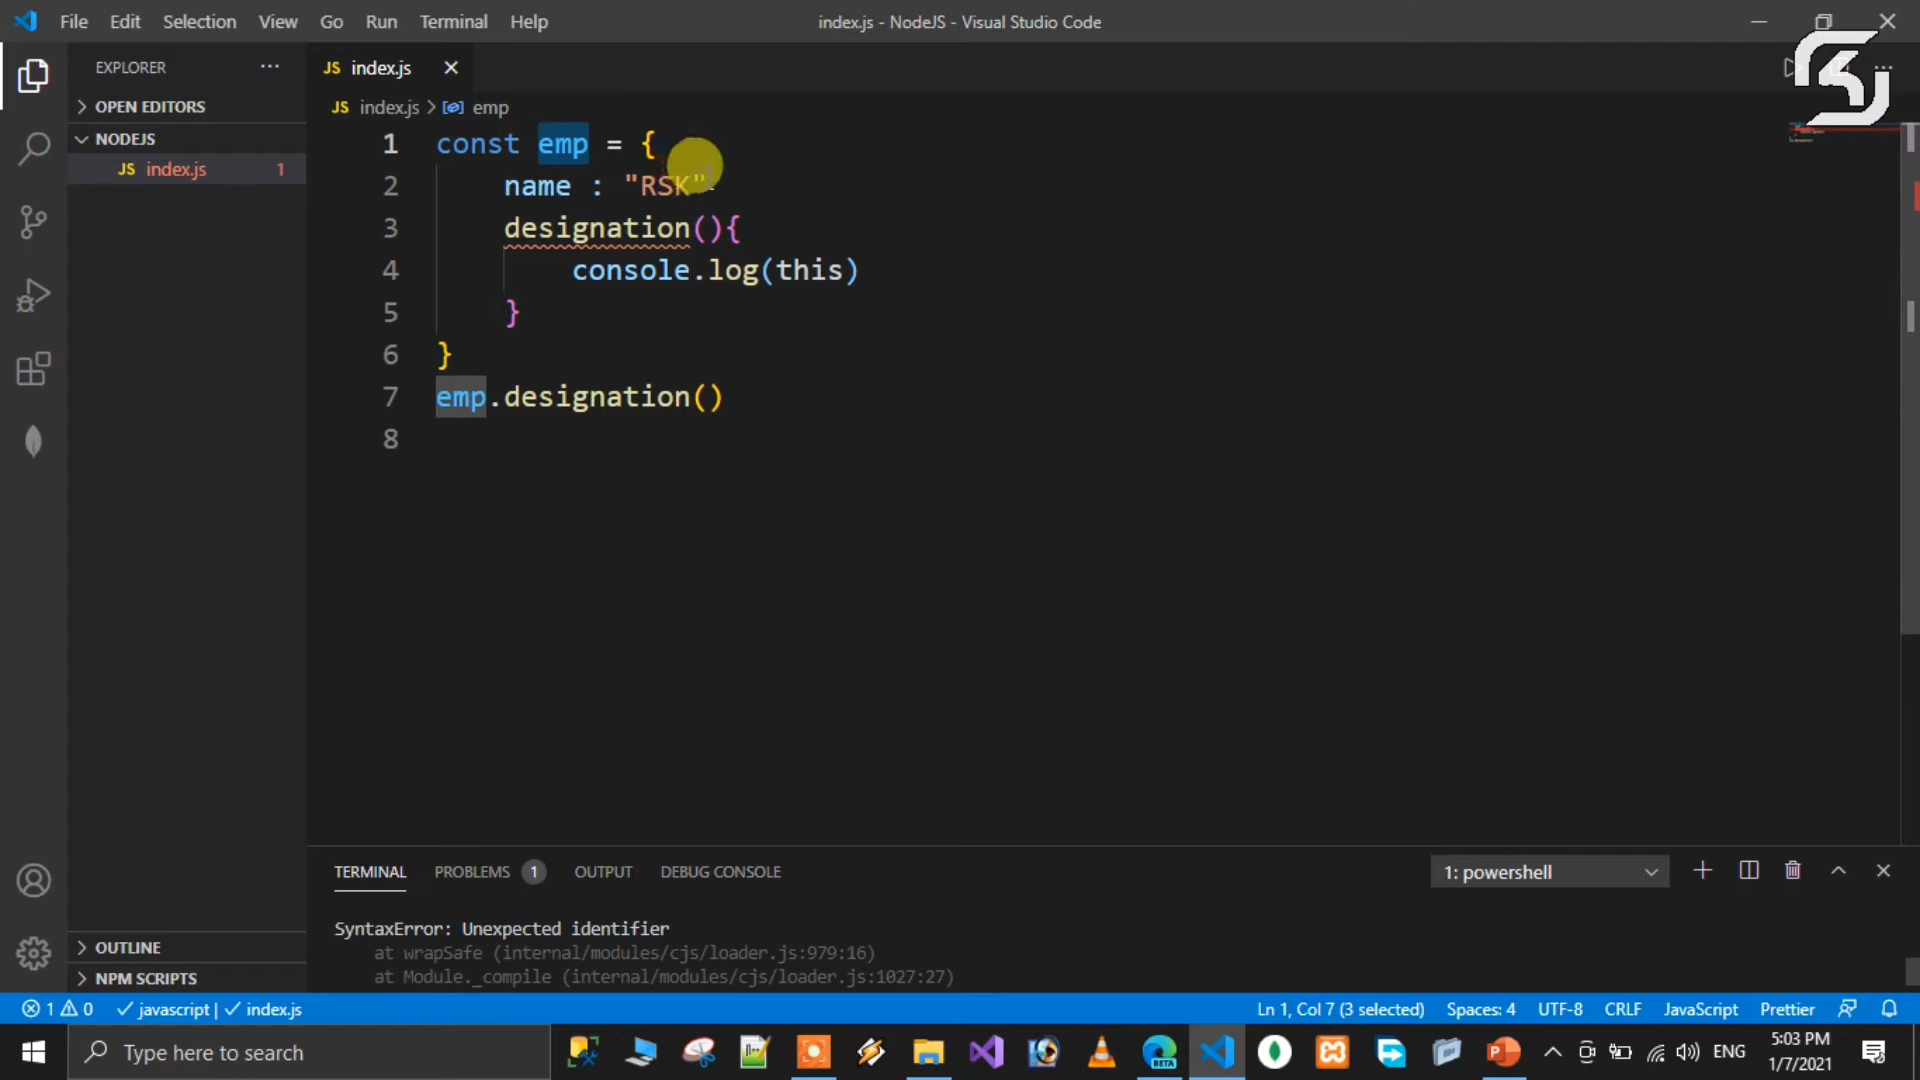 File Edit Selection View Go Run Terminal Help
index.js - NodeJS - Visual Studio Code
EXPLORER ...
JS index.js
OPEN EDITORS
JS index.js > emp
NODEJS
JS index.js 1
1 const emp = {
2 name : "RSK"
3 designation(){
4 console.log(this)
5 }
6 }
7 emp.designation()
8
TERMINAL PROBLEMS 1 OUTPUT DEBUG CONSOLE
1: powershell
SyntaxError: Unexpected identifier
at wrapSafe (internal/modules/cjs/loader.js:979:16)
at Module._compile (internal/modules/cjs/loader.js:1027:27)
OUTLINE
NPM SCRIPTS
1 0 javascript | index.js
Ln 1, Col 7 (3 selected) Spaces: 4 UTF-8 CRLF JavaScript Prettier
Type here to search
BETA
ENG
5:03 PM
1/7/2021